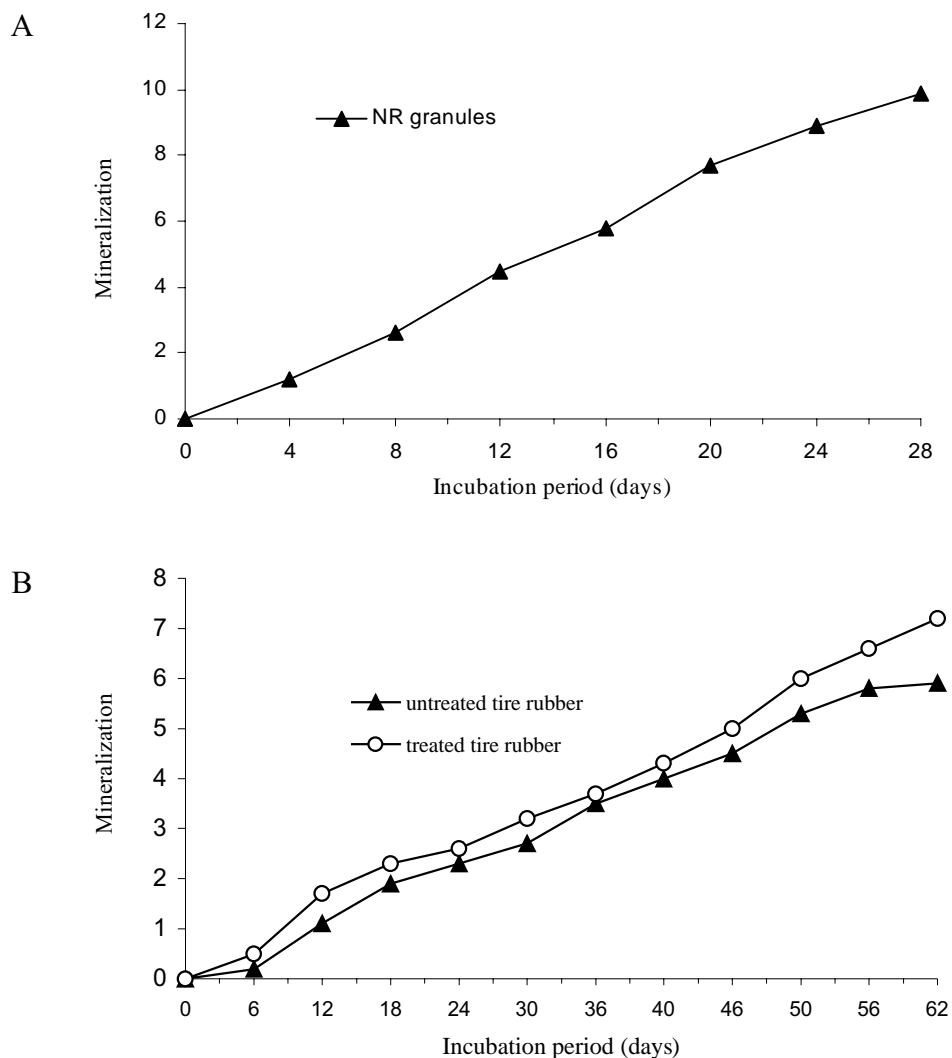 A
12
10
8
6
4
2
0
NR granules
Mineralization
0 4 8 12 16 20 24 28
Incubation period (days)
B
8
7
6
5
4
3
2
1
0
untreated tire rubber
treated tire rubber
Mineralization
0 6 12 18 24 30 36 40 46 50 56 62
Incubation period (days)